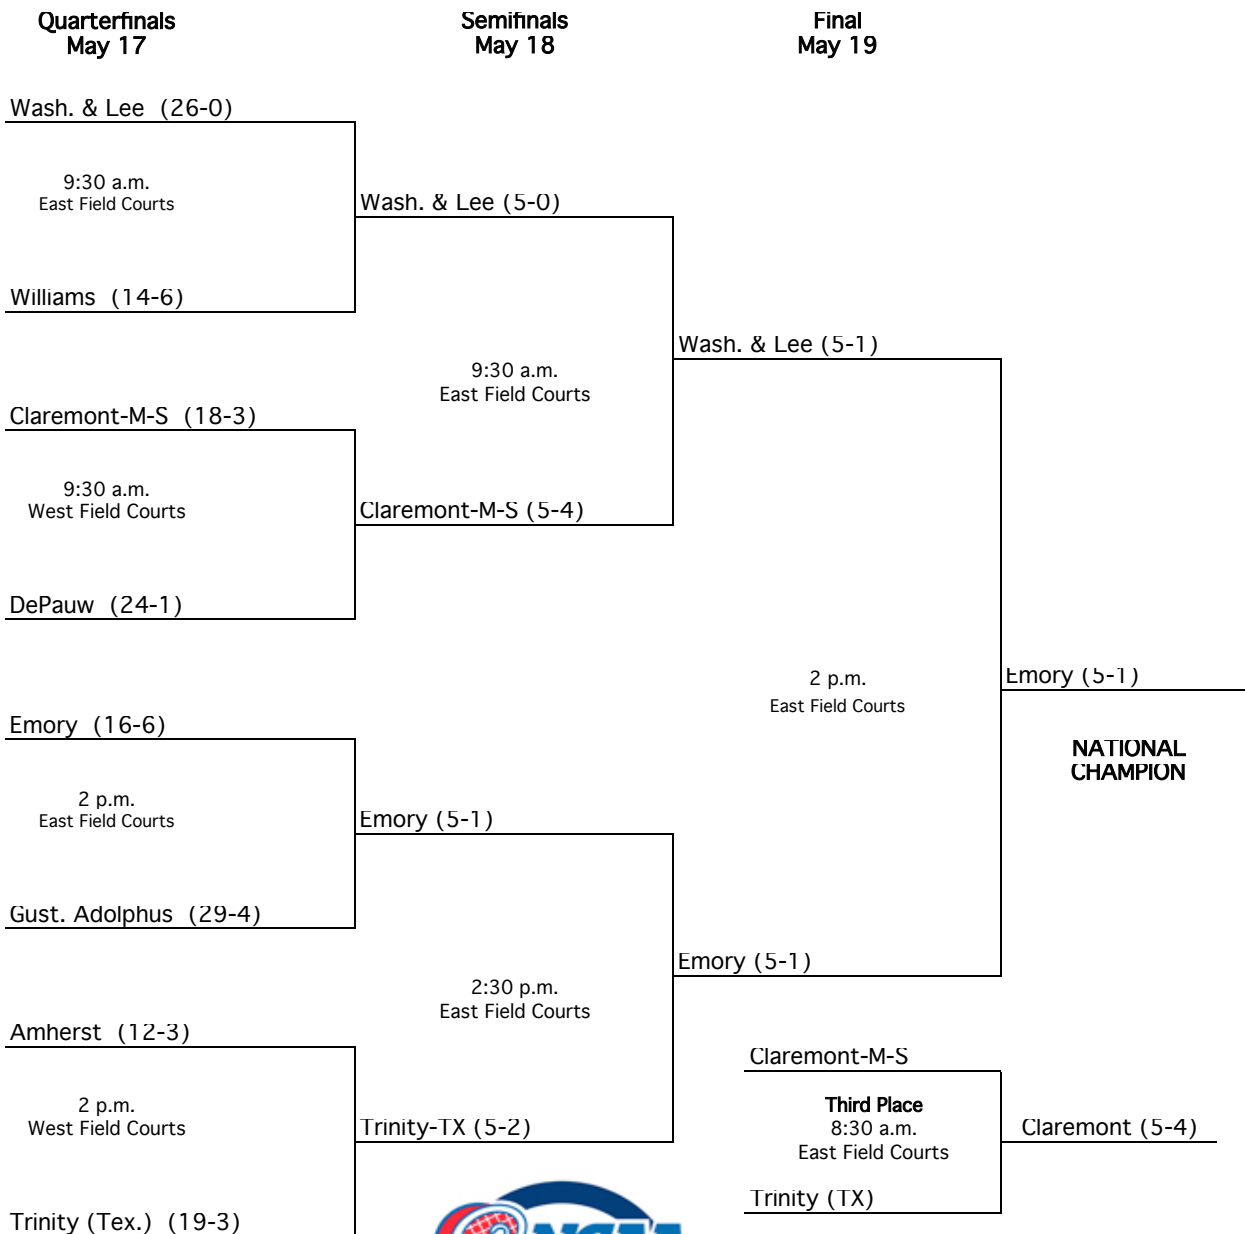 Quarterfinals
May 17
Semifinals
May 18
Final
May 19
Wash. & Lee (26-0)
9:30 a.m.
East Field Courts
Wash. & Lee (5-0)
Williams (14-6)
Wash. & Lee (5-1)
9:30 a.m.
East Field Courts
Claremont-M-S (18-3)
9:30 a.m.
West Field Courts
Claremont-M-S (5-4)
DePauw (24-1)
2 p.m.
East Field Courts
Emory (5-1)
NATIONAL
CHAMPION
Emory (16-6)
2 p.m.
East Field Courts
Emory (5-1)
Gust. Adolphus (29-4)
Emory (5-1)
2:30 p.m.
East Field Courts
Amherst (12-3)
2 p.m.
West Field Courts
Trinity-TX (5-2)
Trinity (Tex.) (19-3)
Claremont-M-S
Third Place
8:30 a.m.
East Field Courts
Claremont (5-4)
Trinity (TX)
NCAA